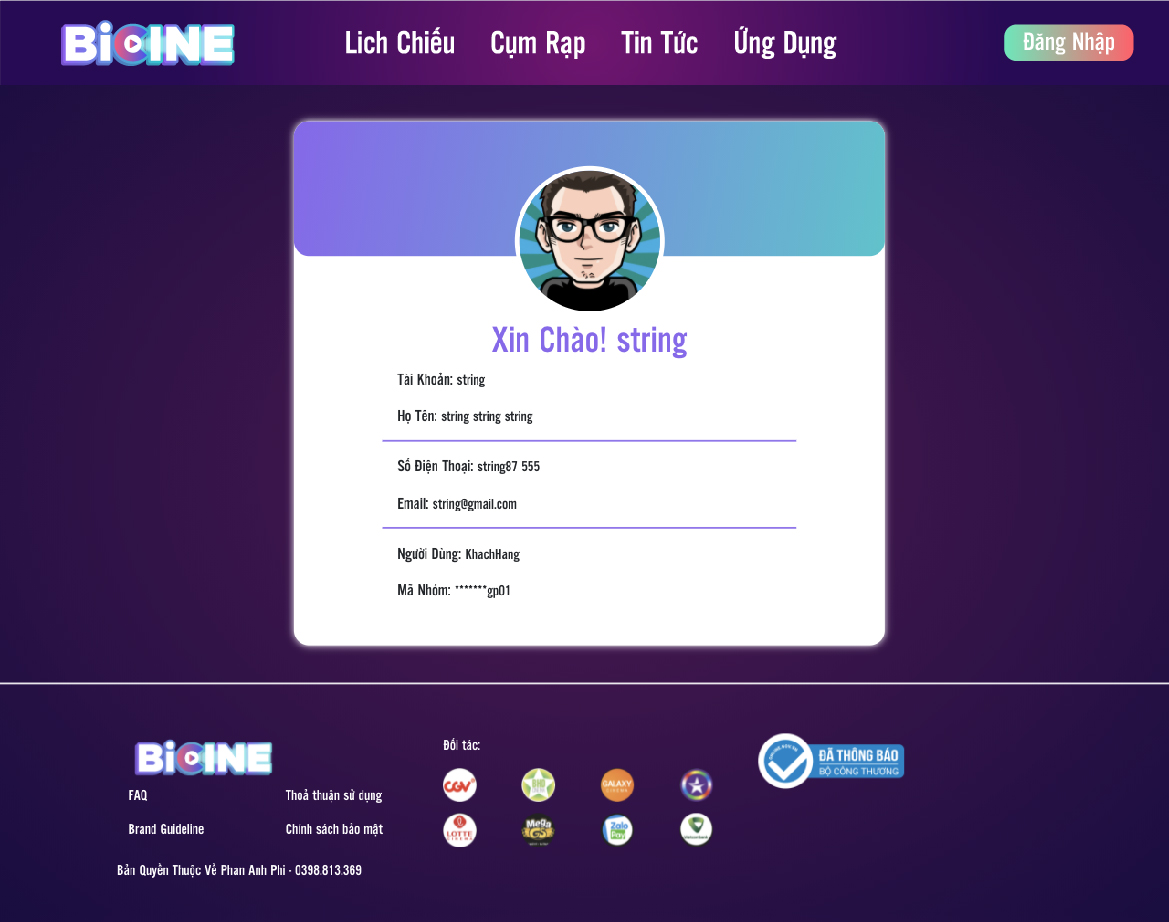 BiCINE
Lich Chiếu Cụm Rạp Tin Tức Ứng Dụng
Đăng Nhập
Xin Chào! string
Tài Khoản: string
Họ Tên: string string string
Số Điện Thoại: string87 555
Email: string@gmail.com
Người Dùng: KhachHang
Mã Nhóm: *******gp01
BiCINE
FAQ
Thoả thuận sử dụng
Brand Guideline
Chính sách bảo mật
Bản Quyền Thuộc Về Phan Anh Phi - 0398.813.369
Đối tác:
CGV
BHD
GALAXY
CINEMA
LOTTE
CINEMA
Mega
GS
Zalo
Pay
ĐÃ THÔNG BÁO
BỘ CÔNG THƯƠNG